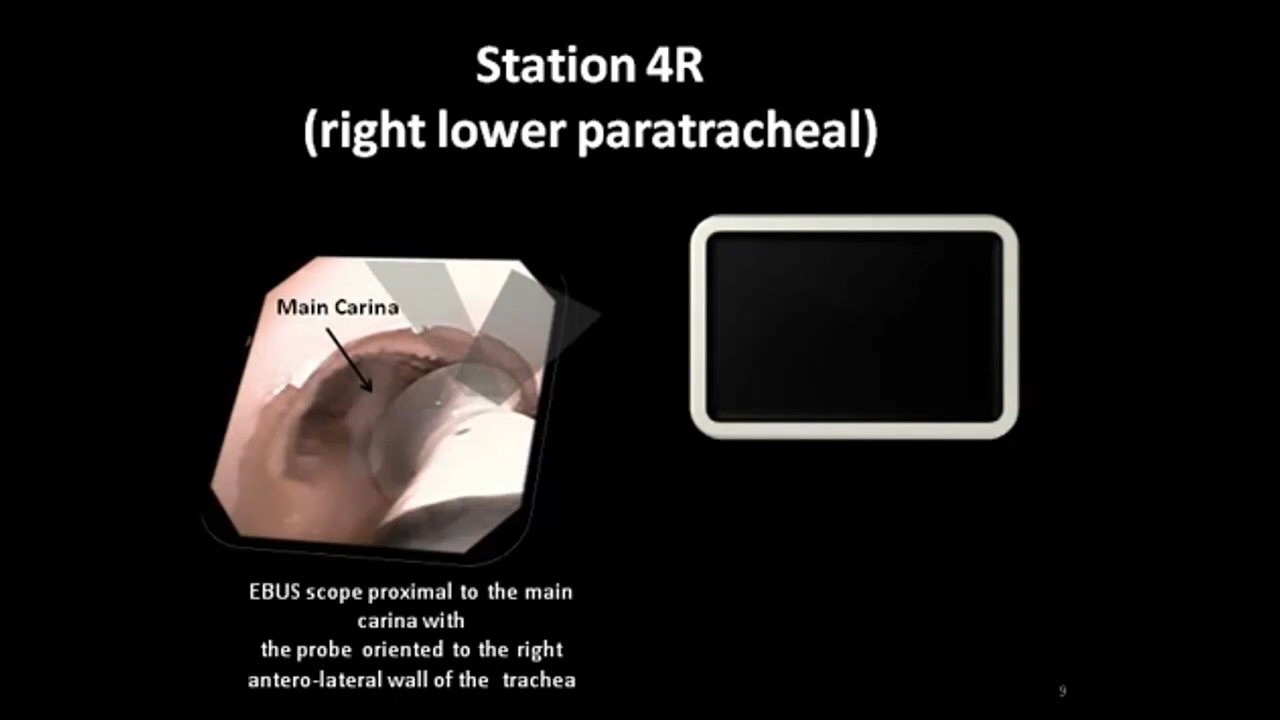 Station 4R
(right lower paratracheal)
Main Carina
EBUS scope proximal to the main
carina with
the probe oriented to the right
antero-lateral wall of the trachea
9